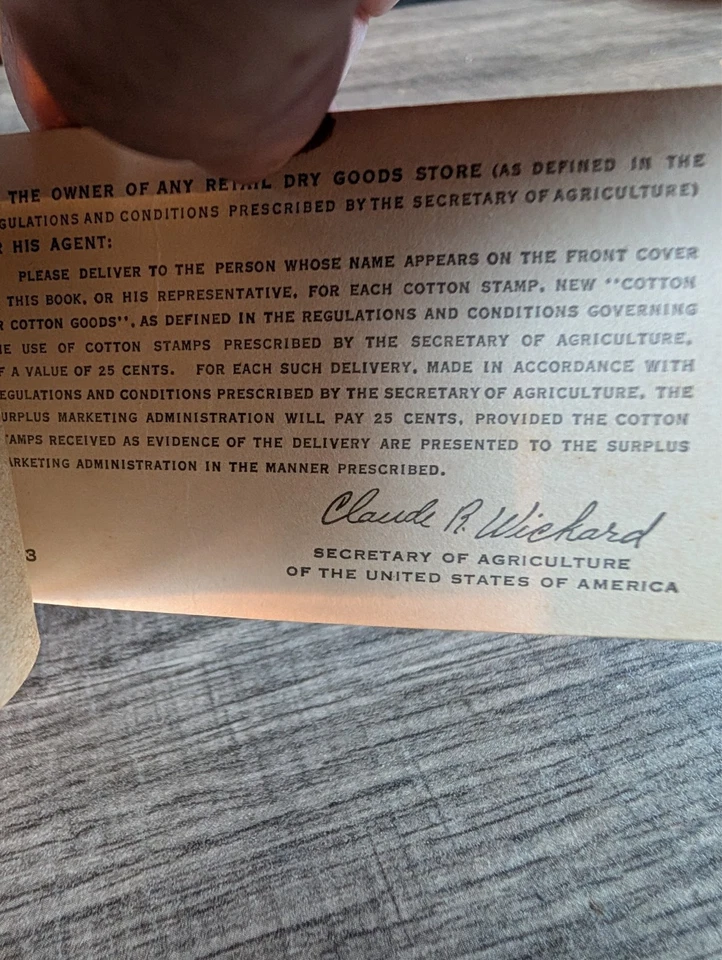 THE OWNER OF ANY RETAIL DRY GOODS STORE (AS DEFINED IN THE
GULATIONS AND CONDITIONS PRESCRIBED BY THE SECRETARY OF AGRICULTURE)
R HIS AGENT:
PLEASE DELIVER TO THE PERSON WHOSE NAME APPEARS ON THE FRONT COVER
THIS BOOK, OR HIS REPRESENTATIVE, FOR EACH COTTON STAMP, NEW "COTTON
R COTTON GOODS", AS DEFINED IN THE REGULATIONS AND CONDITIONS GOVERNING
HE USE OF COTTON STAMPS PRESCRIBED BY THE SECRETARY OF AGRICULTURE,
F A VALUE OF 25 CENTS. FOR EACH SUCH DELIVERY, MADE IN ACCORDANCE WITH
EGULATIONS AND CONDITIONS PRESCRIBED BY THE SECRETARY OF AGRICULTURE, THE
URPLUS MARKETING ADMINISTRATION WILL PAY 25 CENTS, PROVIDED THE COTTON
TAMPS RECEIVED AS EVIDENCE OF THE DELIVERY ARE PRESENTED TO THE SURPLUS
ARKETING ADMINISTRATION IN THE MANNER PRESCRIBED.
Claude R. Wickard
3
SECRETARY OF AGRICULTURE
OF THE UNITED STATES OF AMERICA